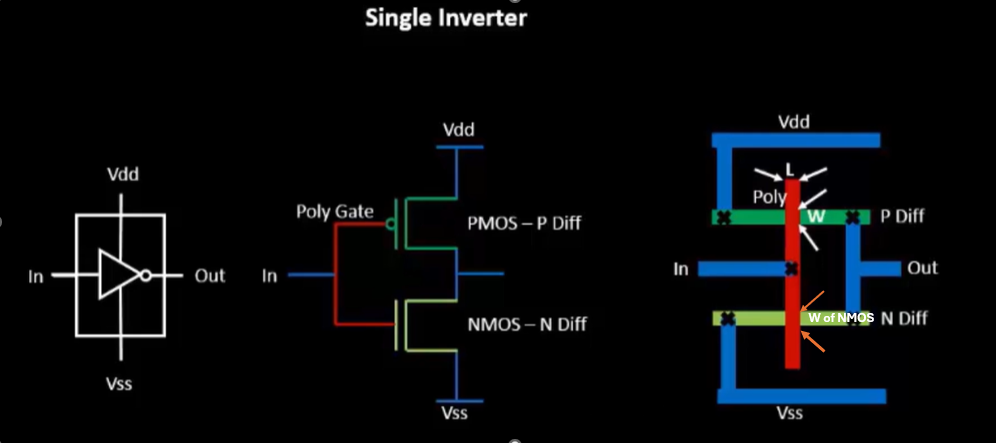 Single Inverter
Vdd
In
Out
Vss
Vdd
Poly Gate
PMOS – P Diff
In
NMOS – N Diff
Vss
Vdd
L
Poly
W
P Diff
In
Out
W of NMOS
N Diff
Vss